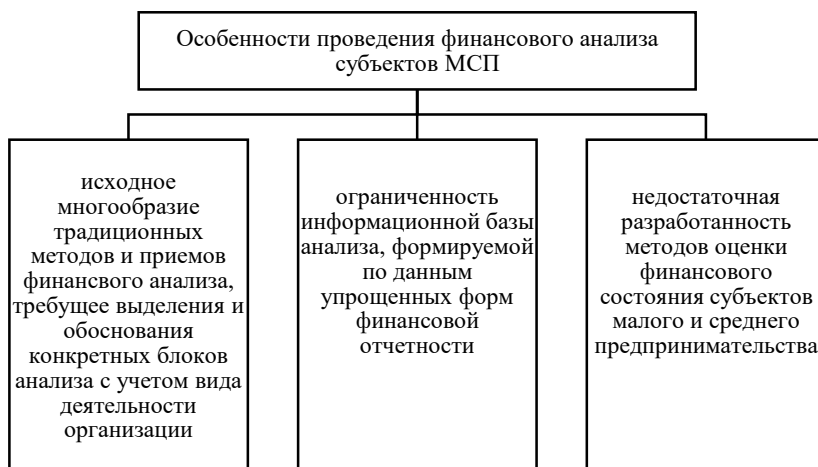 Особенности проведения финансового анализа
субъектов МСП
исходное
многообразие
традиционных
методов и приемов
финансвого анализа,
требущее выделения и
обоснования
конкретных блоков
анализа с учетом вида
деятельности
организации
ограниченность
информационной базы
анализа, формируемой
по данным
упрощенных форм
финансовой
отчетности
недостаточная
разработанность
методов оценки
финансового
состояния субъектов
малого и среднего
предпринимательства